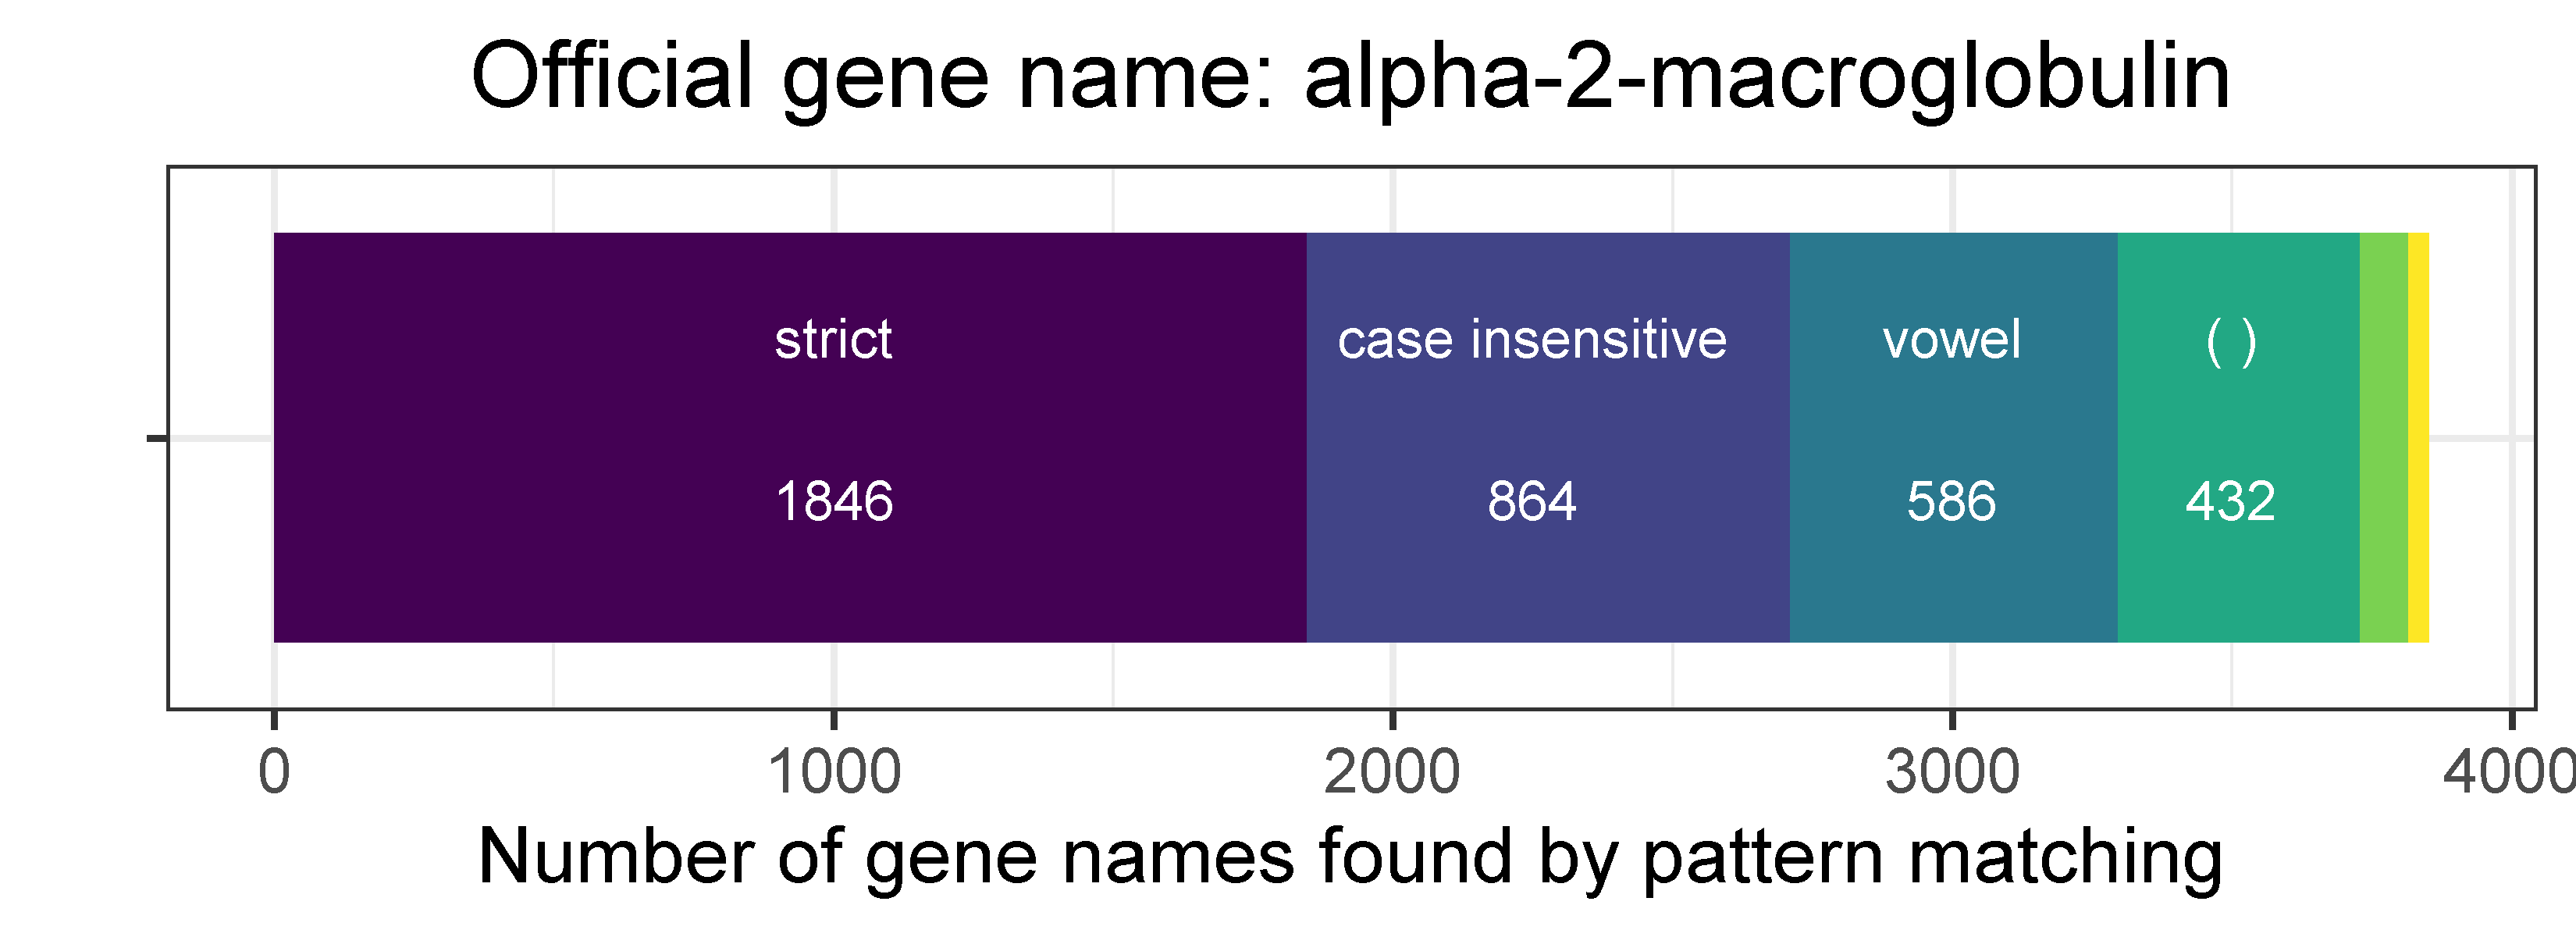 Official gene name: alpha-2-macroglobulin
strict case insensitive vowel ( )
1846 864 586 432
0 1000 2000 3000 4000
Number of gene names found by pattern matching